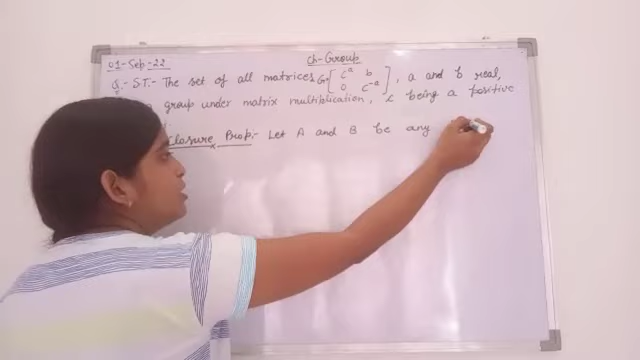 01-Sep-22
Ch-Group
Q.- S.T.- The set of all matrices G=[c^a b
0 c^-a], a and b real,
group under matrix multiplication, c being a positive
Closure Prop:- Let A and B be any